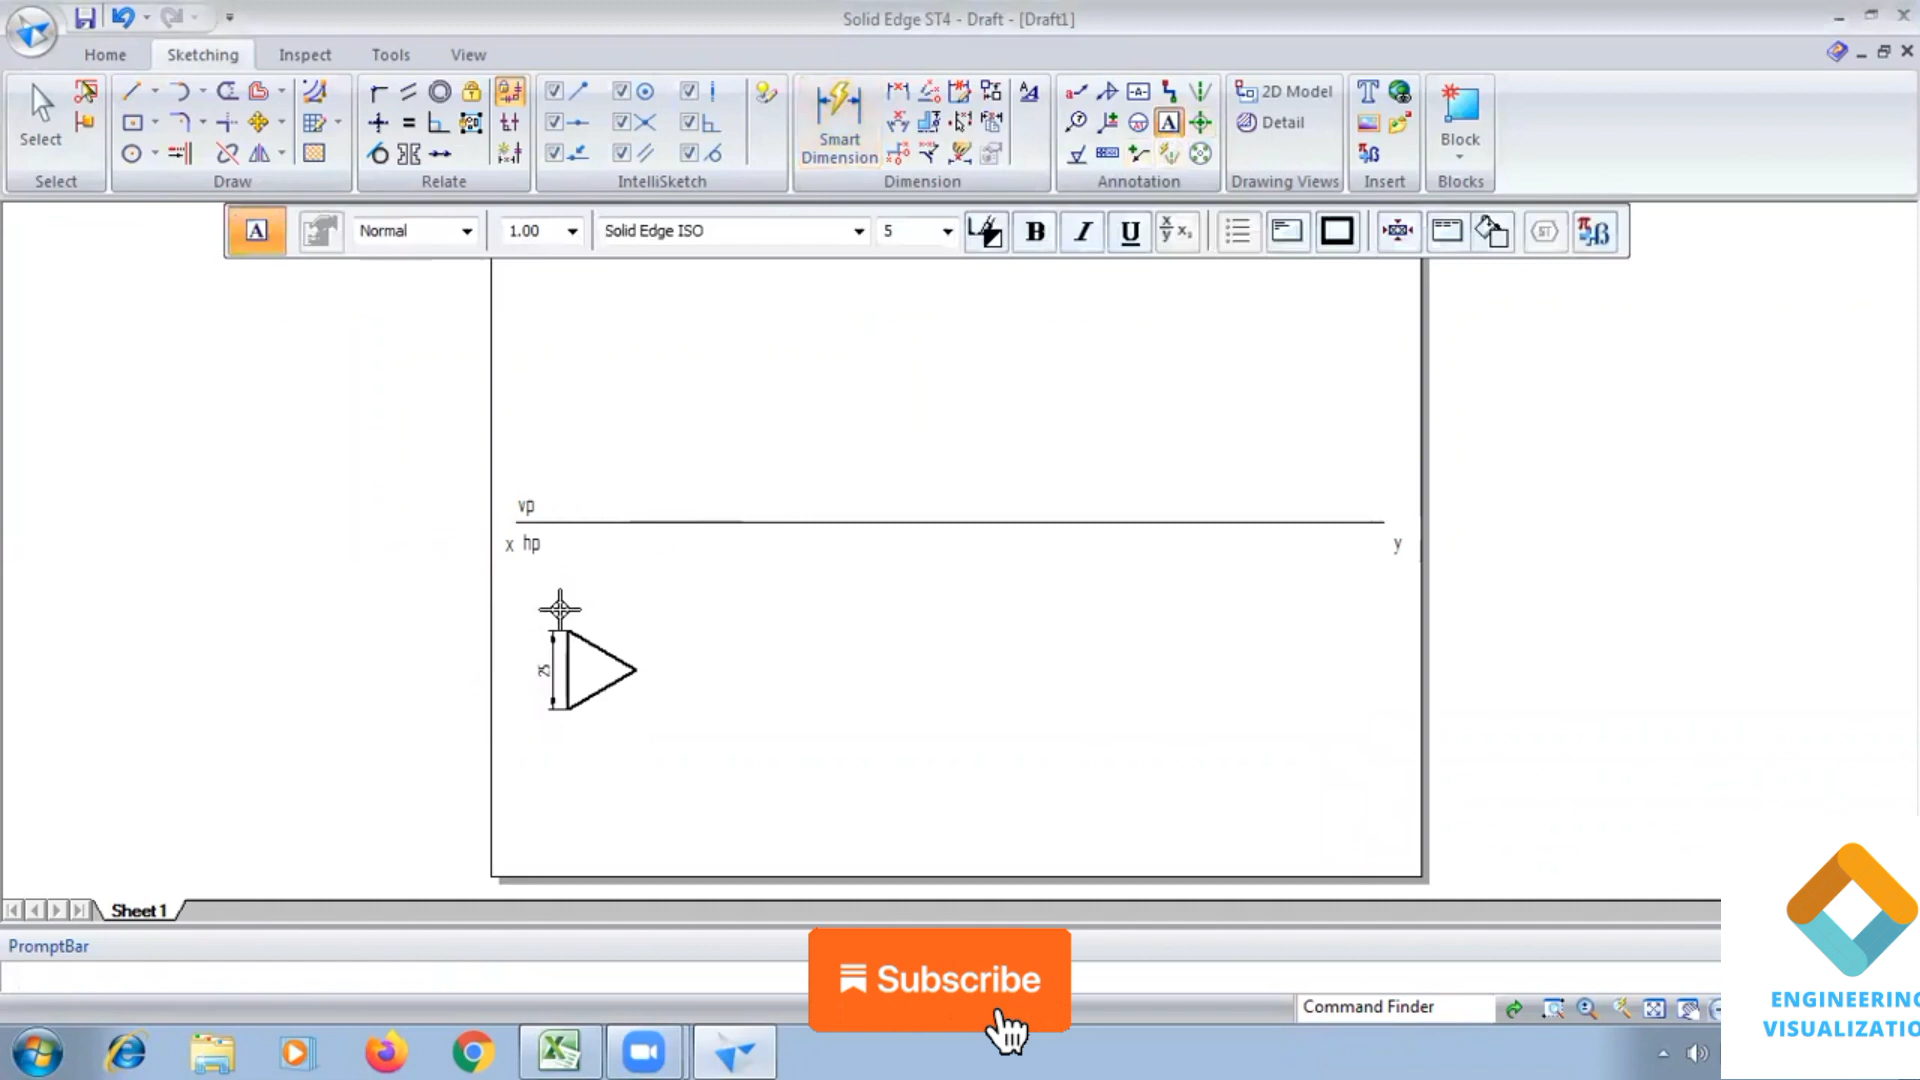 Solid Edge ST4 - Draft - [Draft1]
Home Sketching Inspect Tools View
Select
Smart
Dimension
2D Model
Detail
Block
Select Draw Relate IntelliSketch Dimension Annotation Drawing Views Insert Blocks
A Normal 1.00 Solid Edge ISO 5 B I U
vp
x hp y
25
Sheet 1
PromptBar
Subscribe
Command Finder
ENGINEERING
VISUALIZATIO